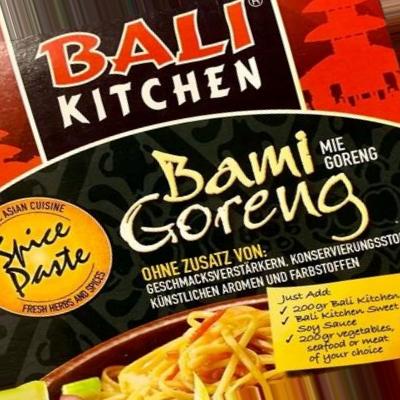 BALI®
KITCHEN
Bami
Goreng
MIE
GORENG
ASIAN CUISINE
Spice
Paste
FRESH HERBS AND SPICES
OHNE ZUSATZ VON:
GESCHMACKSVERSTÄRKERN, KONSERVIERUNGSSTO
KÜNSTLICHEN AROMEN UND FARBSTOFFEN
Just Add:
✓ 200gr Bali Kitchen
✓ Bali Kitchen Sweet
Soy Sauce
✓ 200gr vegetables,
seafood or meat
of your choice